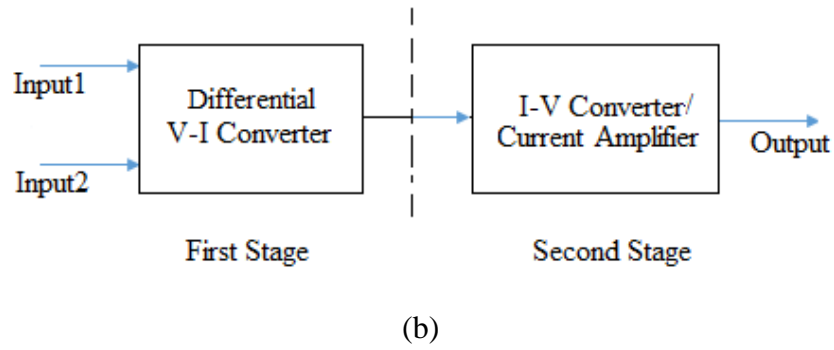 Input1
Input2
Differential
V-I Converter
I-V Converter/
Current Amplifier
Output
First Stage
Second Stage
(b)